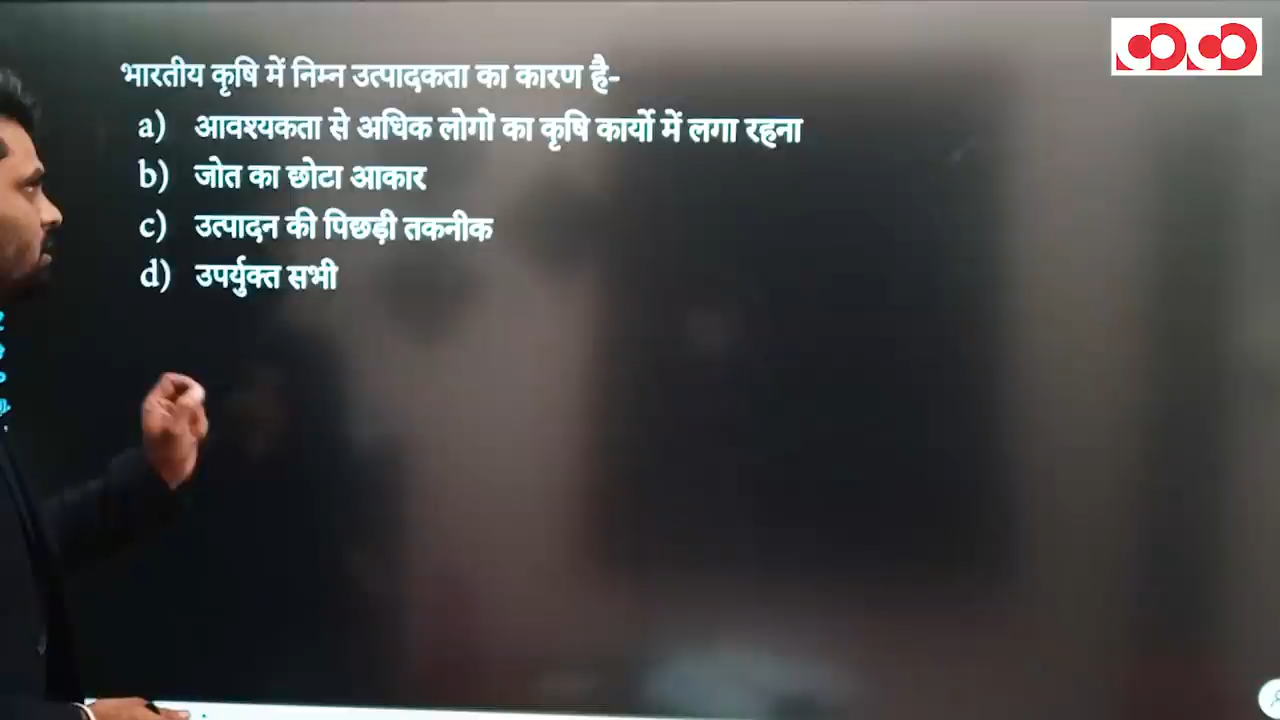 भारतीय कृषि में निम्न उत्पादकता का कारण है-
a) आवश्यकता से अधिक लोगों का कृषि कार्यो में लगा रहना
b) जोत का छोटा आकार
c) उत्पादन की पिछड़ी तकनीक
d) उपर्युक्त सभी